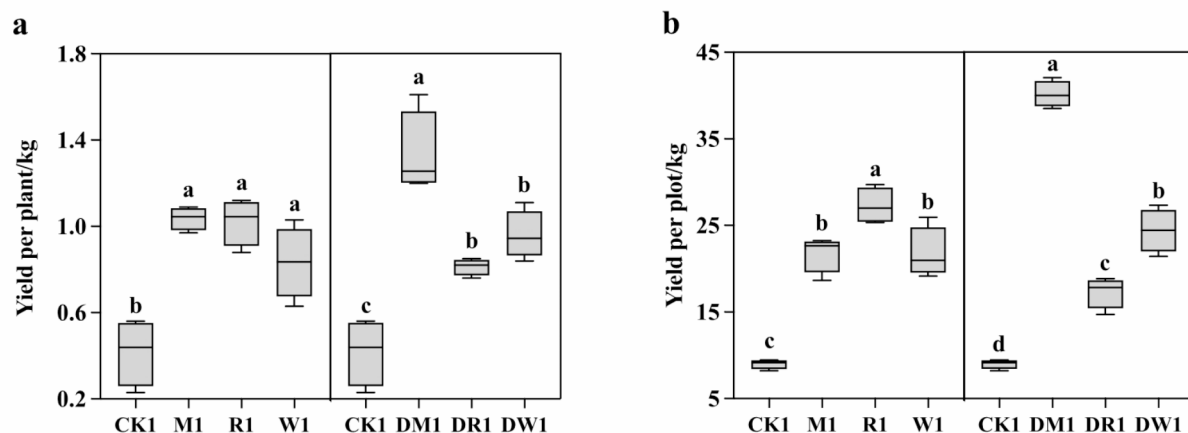 a
Yield per plant/kg
1.8
1.4
1.0
0.6
0.2
b
a
a
a
c
a
b
b
CK1 M1 R1 W1 CK1 DM1 DR1 DW1
b
Yield per plot/kg
45
35
25
15
5
c
b
a
b
d
a
c
b
CK1 M1 R1 W1 CK1 DM1 DR1 DW1